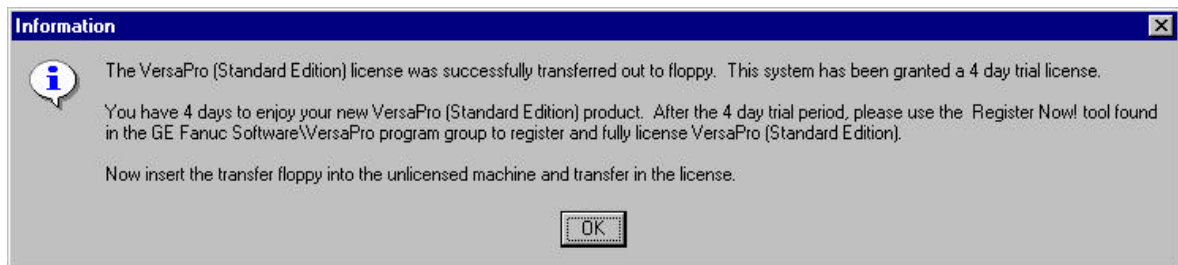 Information
The VersaPro (Standard Edition) license was successfully transferred out to floppy.  This system has been granted a 4 day trial license.
You have 4 days to enjoy your new VersaPro (Standard Edition) product.  After the 4 day trial period, please use the  Register Now! tool found
in the GE Fanuc Software\VersaPro program group to register and fully license VersaPro (Standard Edition).
Now insert the transfer floppy into the unlicensed machine and transfer in the license.
OK